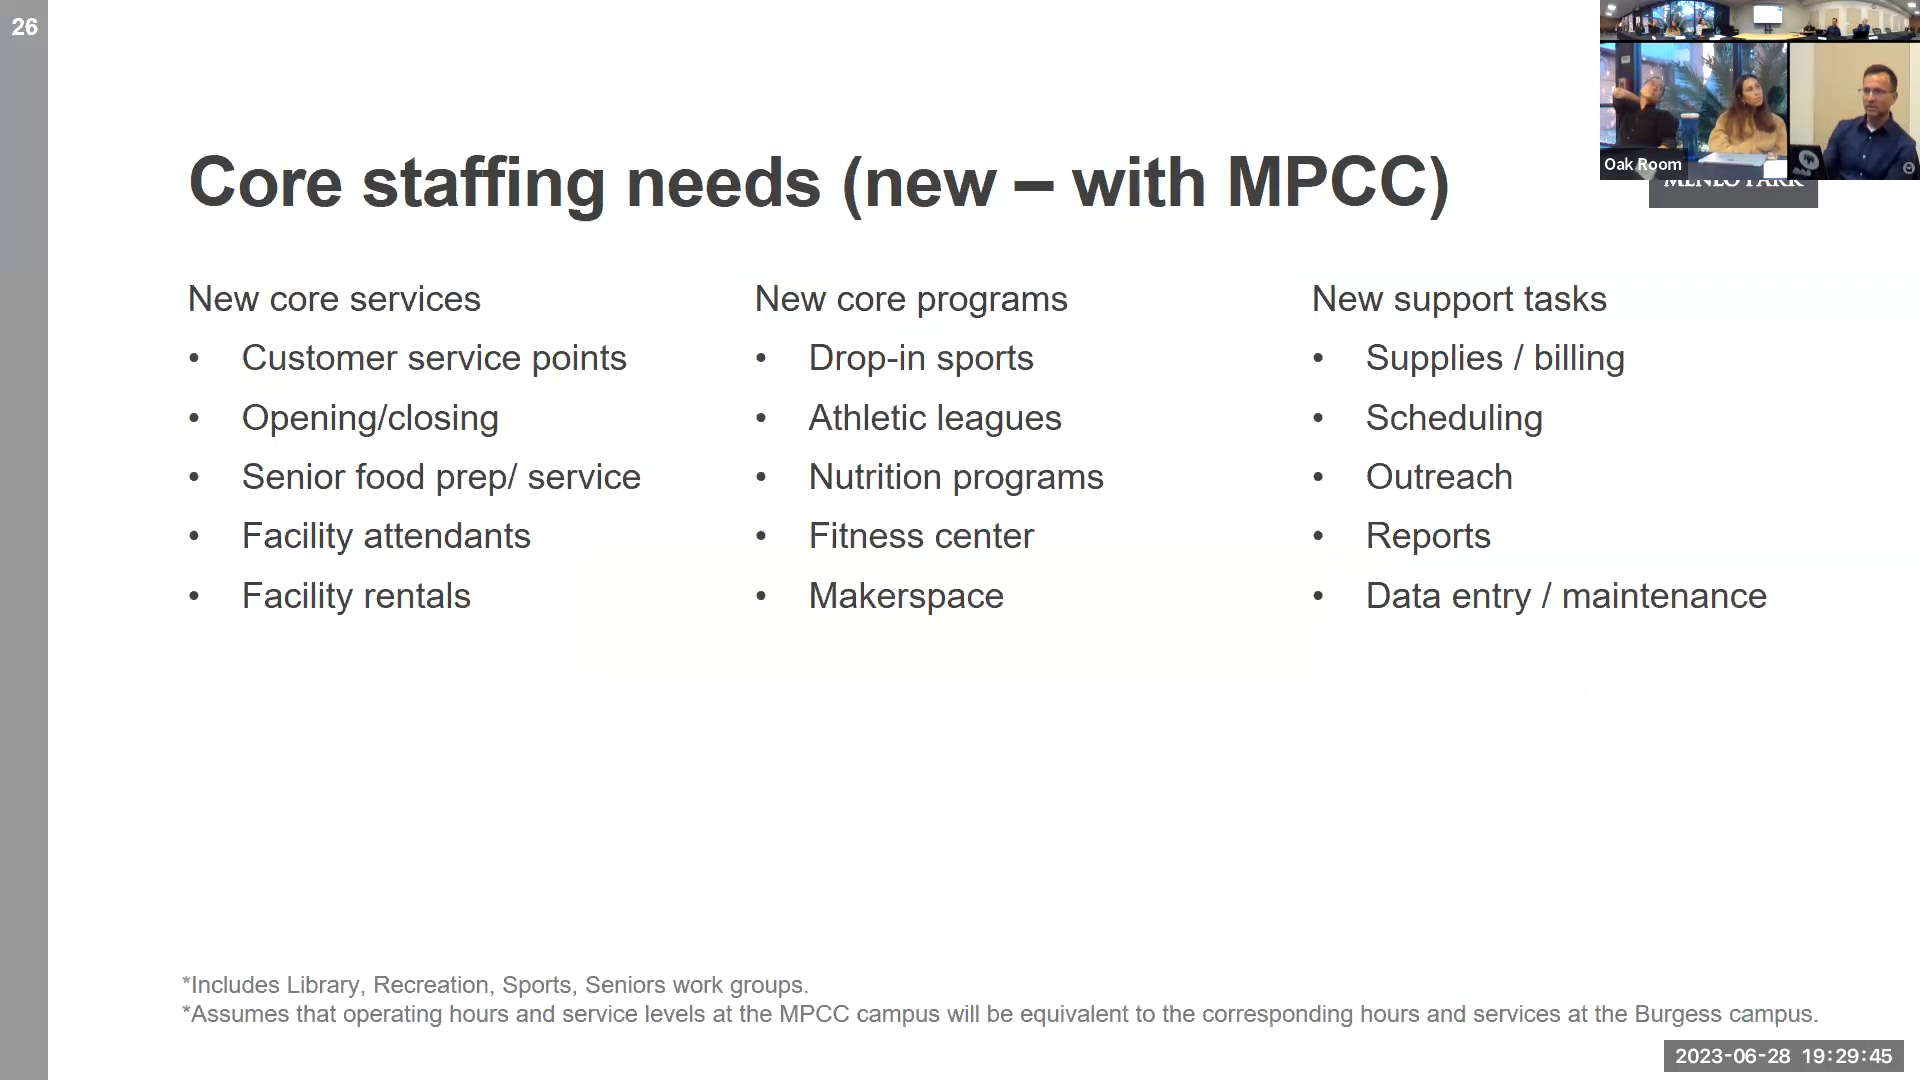 26
Core staffing needs (new – with MPCC)
Oak Room
MENLO PARK
New core services
• Customer service points
• Opening/closing
• Senior food prep/ service
• Facility attendants
• Facility rentals
New core programs
• Drop-in sports
• Athletic leagues
• Nutrition programs
• Fitness center
• Makerspace
New support tasks
• Supplies / billing
• Scheduling
• Outreach
• Reports
• Data entry / maintenance
*Includes Library, Recreation, Sports, Seniors work groups.
*Assumes that operating hours and service levels at the MPCC campus will be equivalent to the corresponding hours and services at the Burgess campus.
2023-06-28 19:29:45